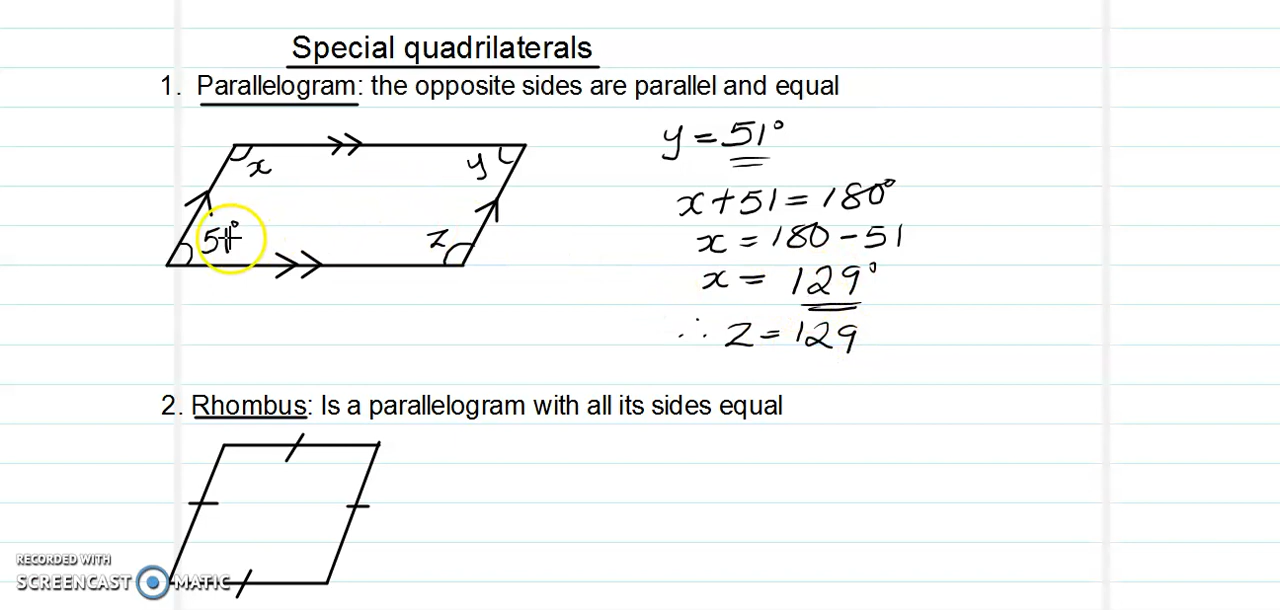 Special quadrilaterals
1. Parallelogram: the opposite sides are parallel and equal
x
y
51°
z
y = 51°
x + 51 = 180°
x = 180 - 51
x = 129°
∴ z = 129
2. Rhombus: Is a parallelogram with all its sides equal
RECORDED WITH
SCREENCAST MATIC